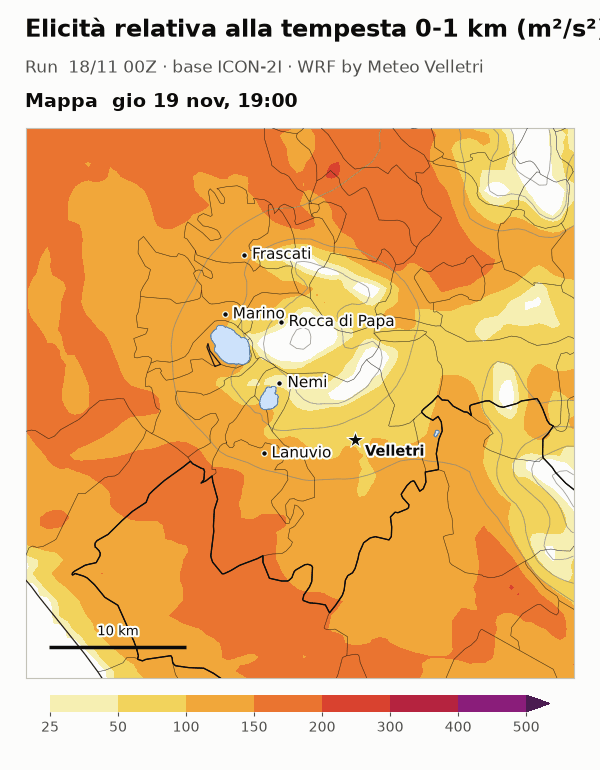 Elicità relativa alla tempesta 0-1 km (m²/s²)
Run 18/11 00Z · base ICON-2I · WRF by Meteo Velletri
Mappa gio 19 nov, 19:00
Frascati
Marino
Rocca di Papa
Nemi
Velletri
Lanuvio
10 km
25 50 100 150 200 300 400 500